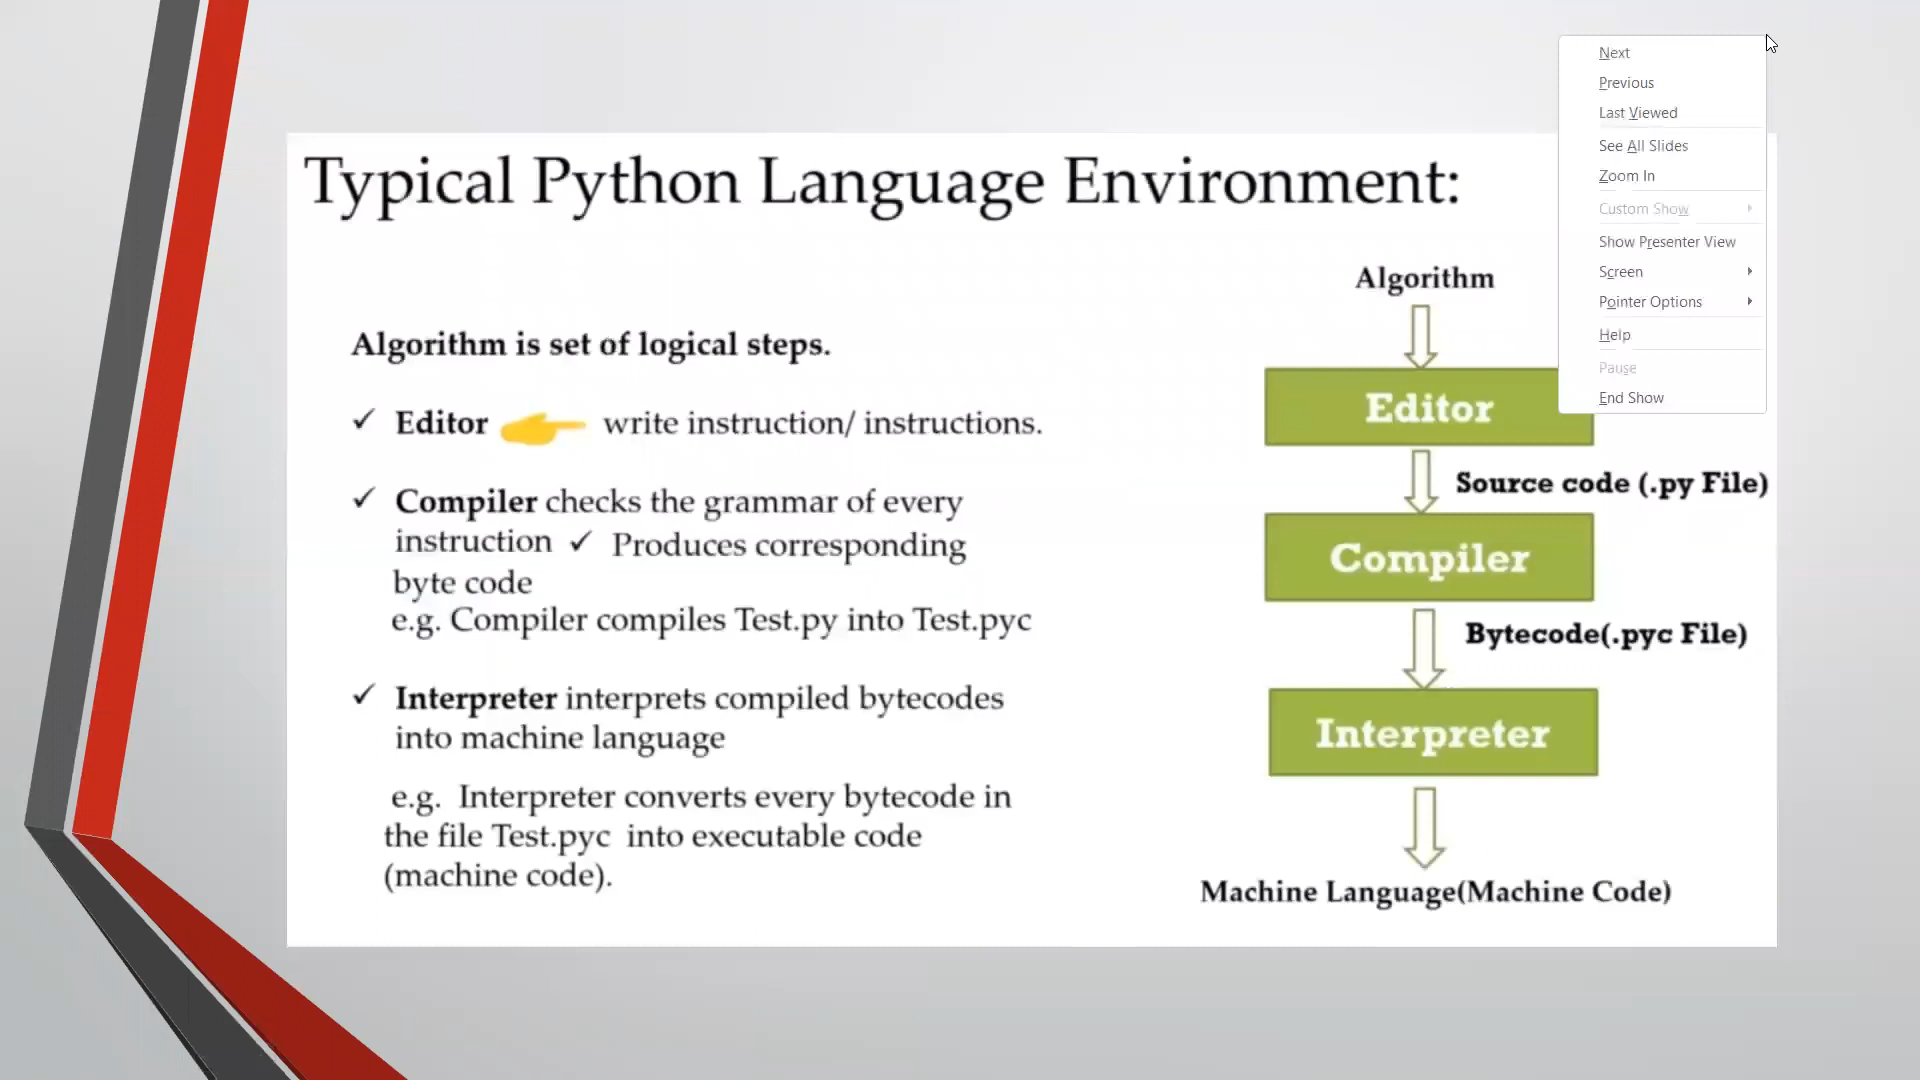 Typical Python Language Environment:
Algorithm is set of logical steps.
✓ Editor write instruction/ instructions.
✓ Compiler checks the grammar of every
instruction ✓ Produces corresponding
byte code
e.g. Compiler compiles Test.py into Test.pyc
✓ Interpreter interprets compiled bytecodes
into machine language
e.g. Interpreter converts every bytecode in
the file Test.pyc into executable code
(machine code).
Algorithm
Editor
Source code (.py File)
Compiler
Bytecode(.pyc File)
Interpreter
Machine Language(Machine Code)
Next
Previous
Last Viewed
See All Slides
Zoom In
Custom Show
Show Presenter View
Screen
Pointer Options
Help
Pause
End Show